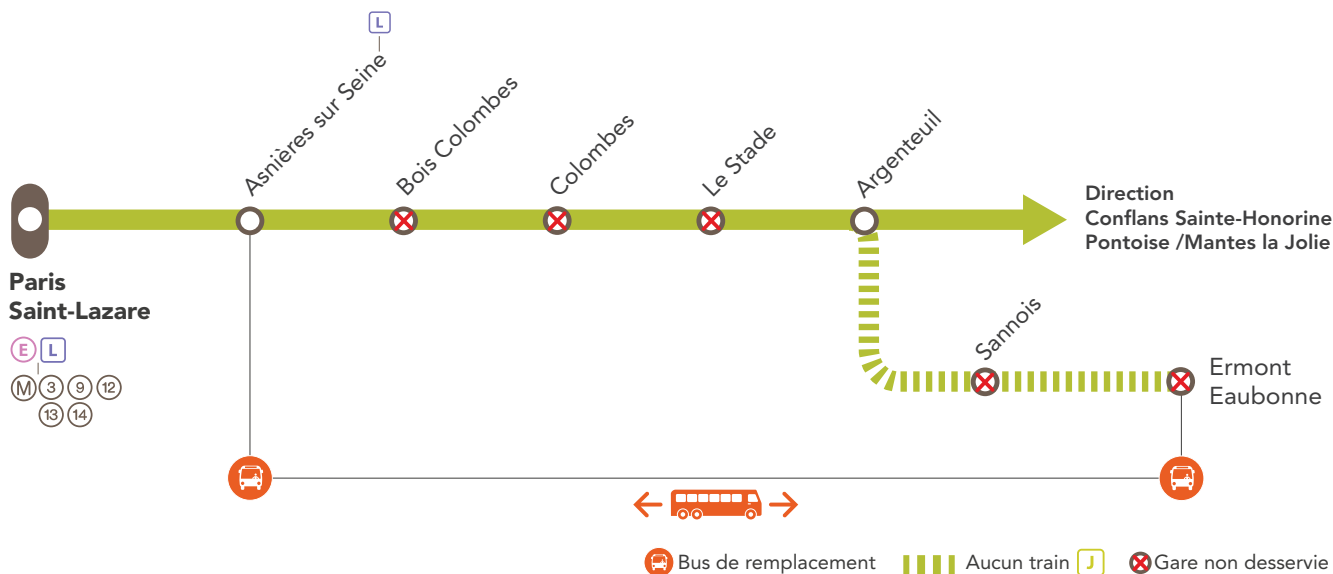 L
Asnières sur Seine
Bois Colombes
Colombes
Le Stade
Argenteuil
Direction
Conflans Sainte-Honorine
Pontoise /Mantes la Jolie
Paris
Saint-Lazare
E L
M 3 9 12
13 14
Sannois
Ermont
Eaubonne
Bus de remplacement Aucun train J Gare non desservie